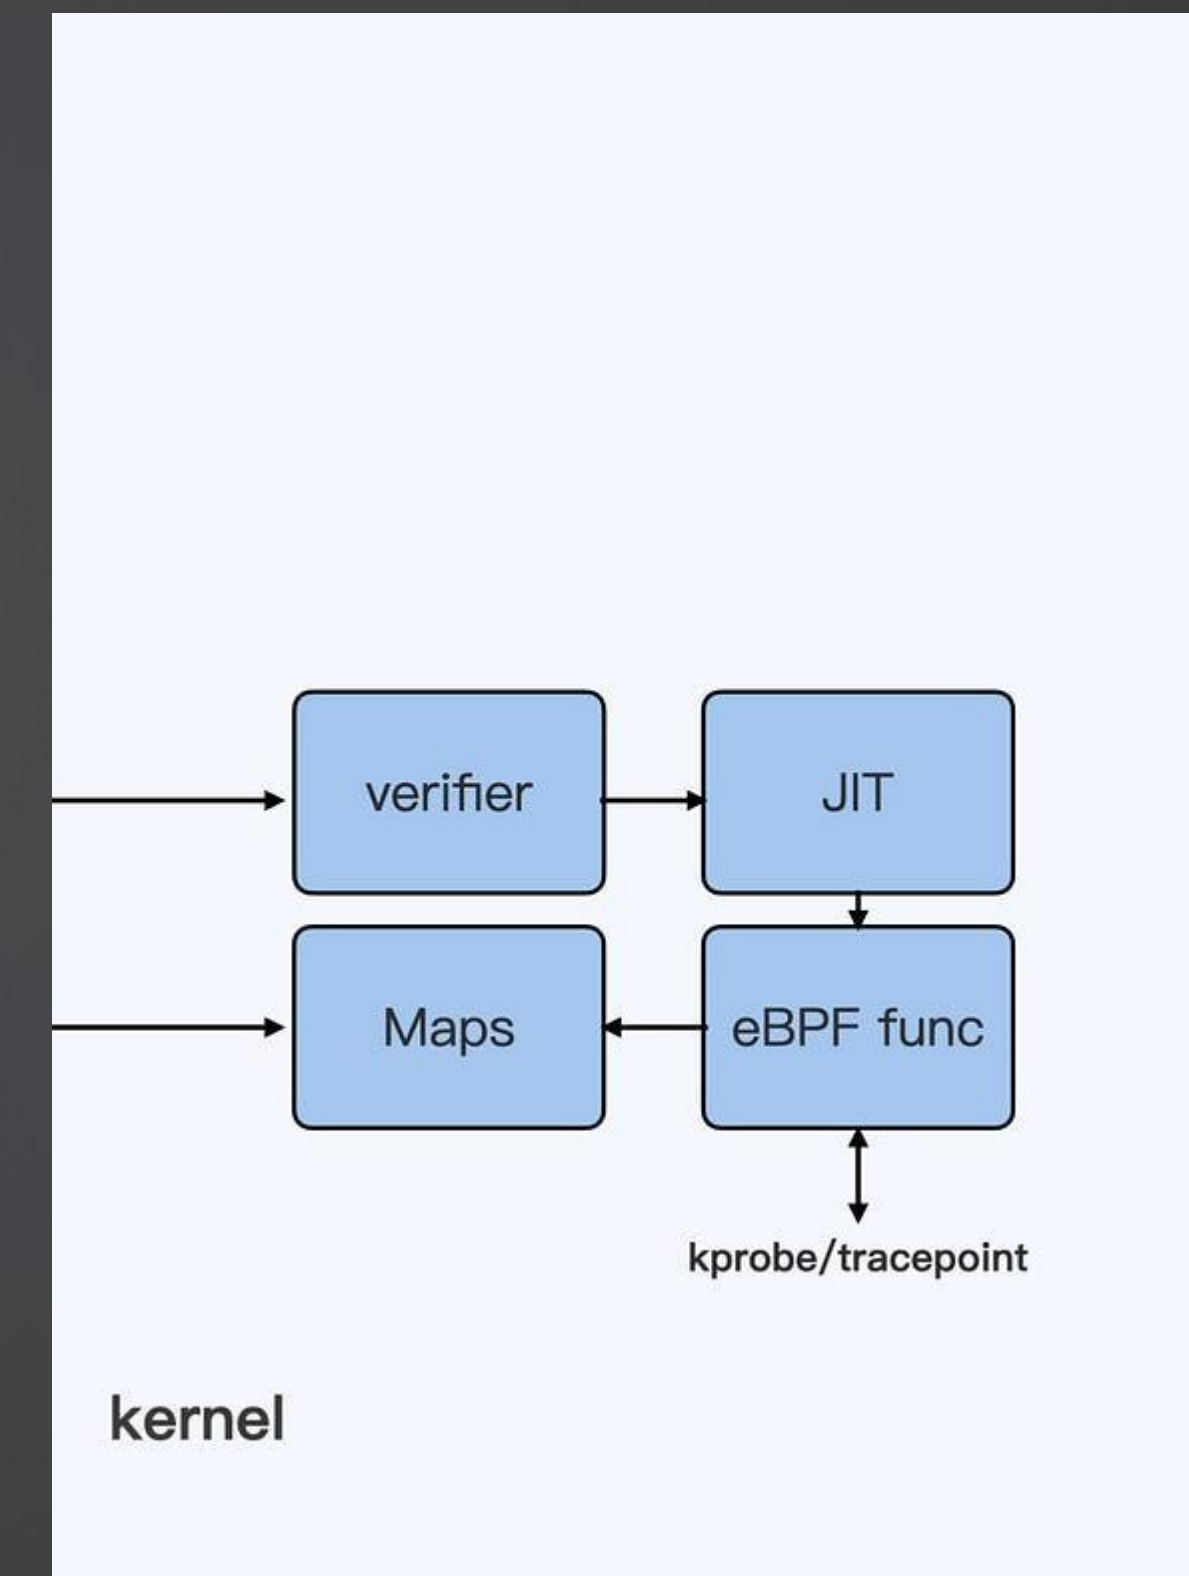 verifier
JIT
Maps
eBPF func
kprobe/tracepoint
kernel